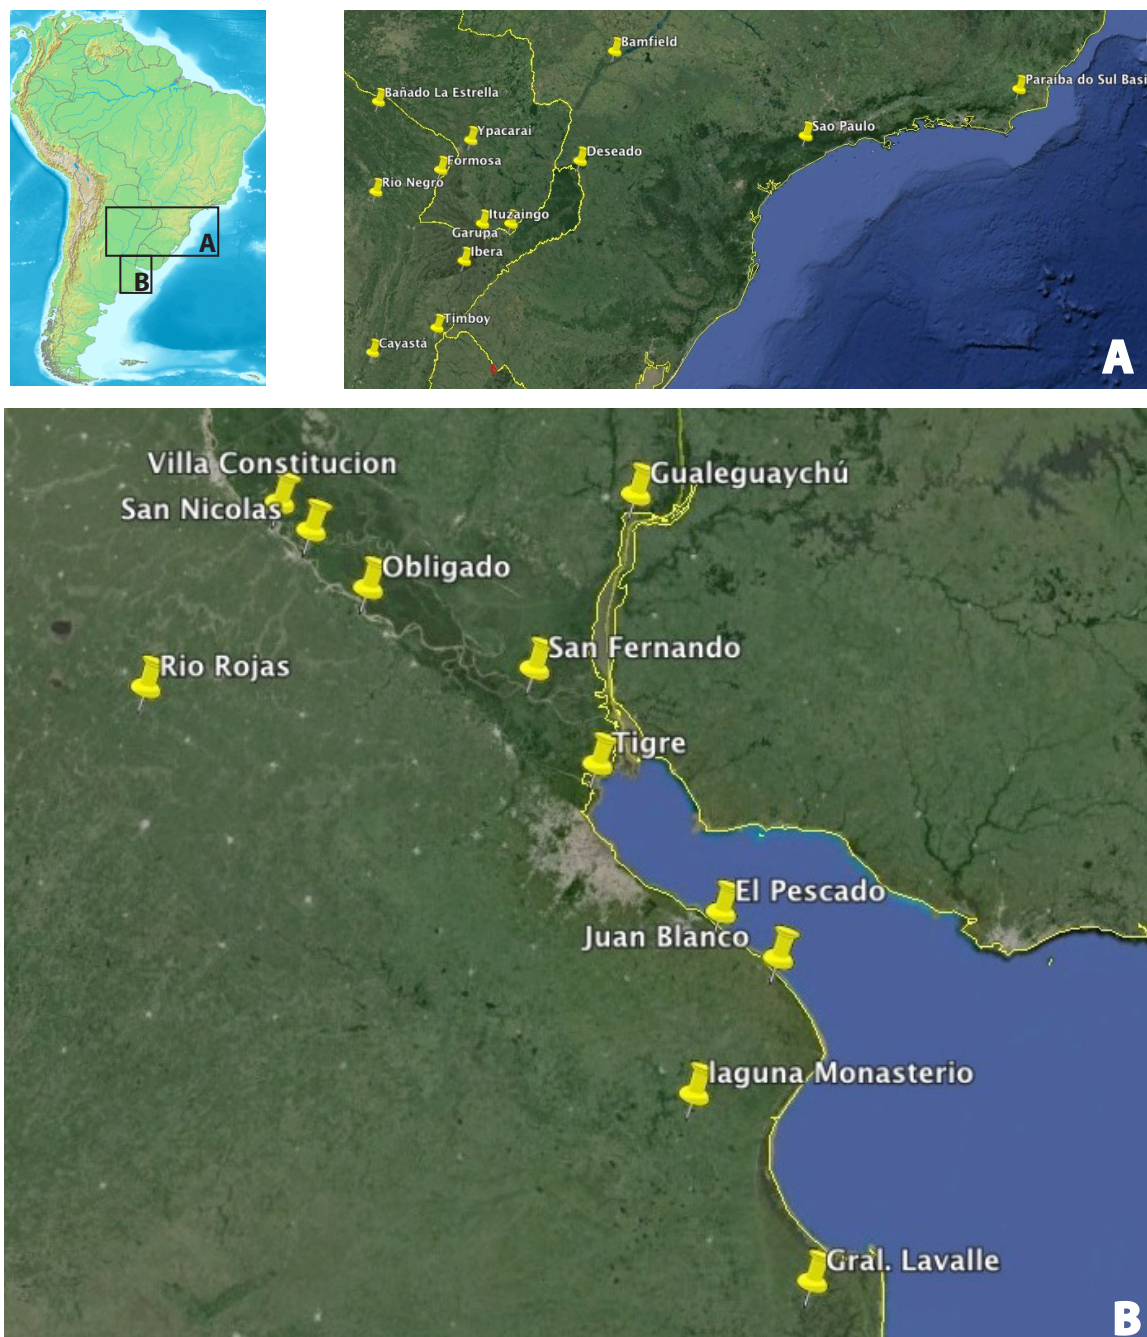 A
B
Bamfield
Paraiba do Sul Basi
Bañado La Estrella
Sao Paulo
Ypacarai
Deseado
Formosa
Rio Negro
Ituzaingo
Garupa
Ibera
Timboy
Cayastá
A
Villa Constitucion
Gualeguaychú
San Nicolas
Obligado
San Fernando
Rio Rojas
Tigre
El Pescado
Juan Blanco
laguna Monasterio
Gral. Lavalle
B